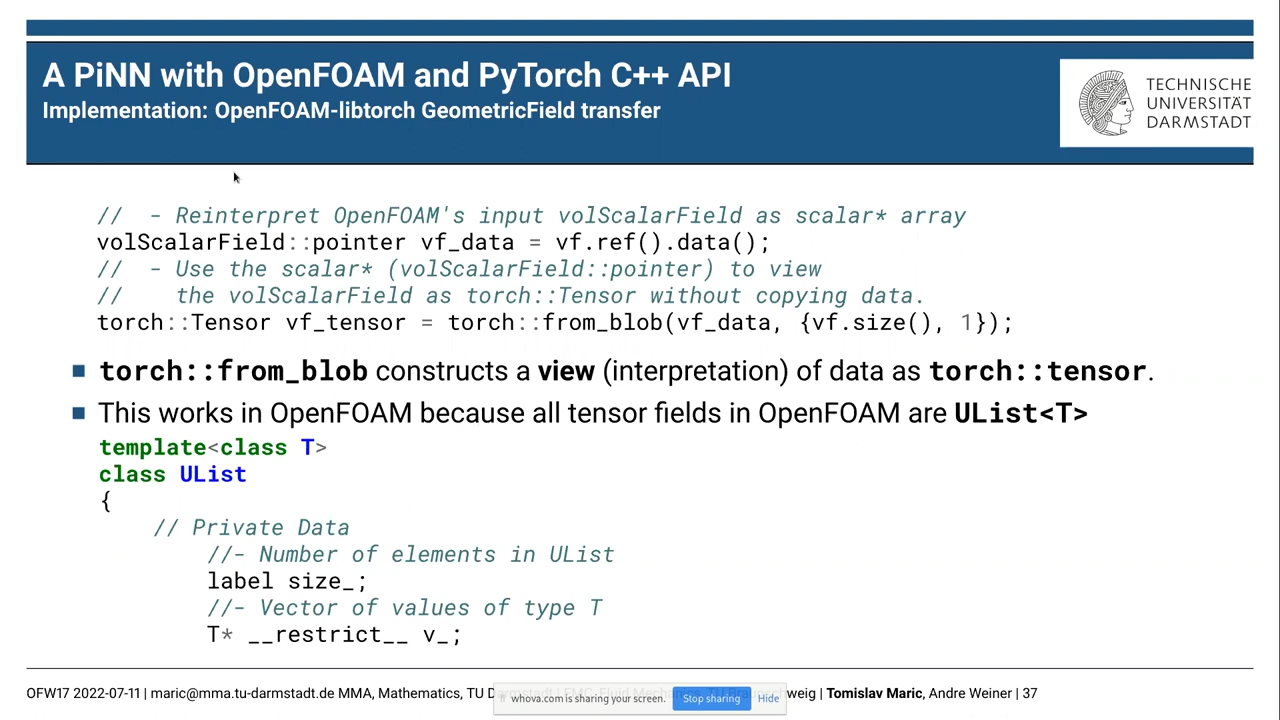 A PiNN with OpenFOAM and PyTorch C++ API
Implementation: OpenFOAM-libtorch GeometricField transfer
TECHNISCHE
UNIVERSITÄT
DARMSTADT
//  - Reinterpret OpenFOAM's input volScalarField as scalar* array
volScalarField::pointer vf_data = vf.ref().data();
//  - Use the scalar* (volScalarField::pointer) to view
//    the volScalarField as torch::Tensor without copying data.
torch::Tensor vf_tensor = torch::from_blob(vf_data, {vf.size(), 1});
■ torch::from_blob constructs a view (interpretation) of data as torch::tensor.
■ This works in OpenFOAM because all tensor fields in OpenFOAM are UList<T>
template<class T>
class UList
{
// Private Data
//- Number of elements in UList
label size_;
//- Vector of values of type T
T* __restrict__ v_;
OFW17 2022-07-11 | maric@mma.tu-darmstadt.de MMA, Mathematics, TU D
whova.com is sharing your screen. Stop sharing Hide
weig | Tomislav Maric, Andre Weiner | 37